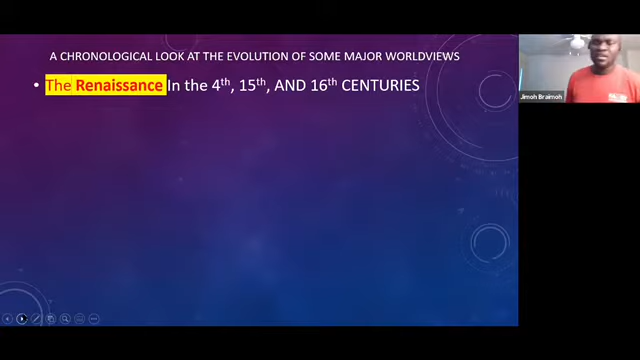 A CHRONOLOGICAL LOOK AT THE EVOLUTION OF SOME MAJOR WORLDVIEWS
• The Renaissance In the 4th, 15th, AND 16th CENTURIES
Jimoh Braimoh